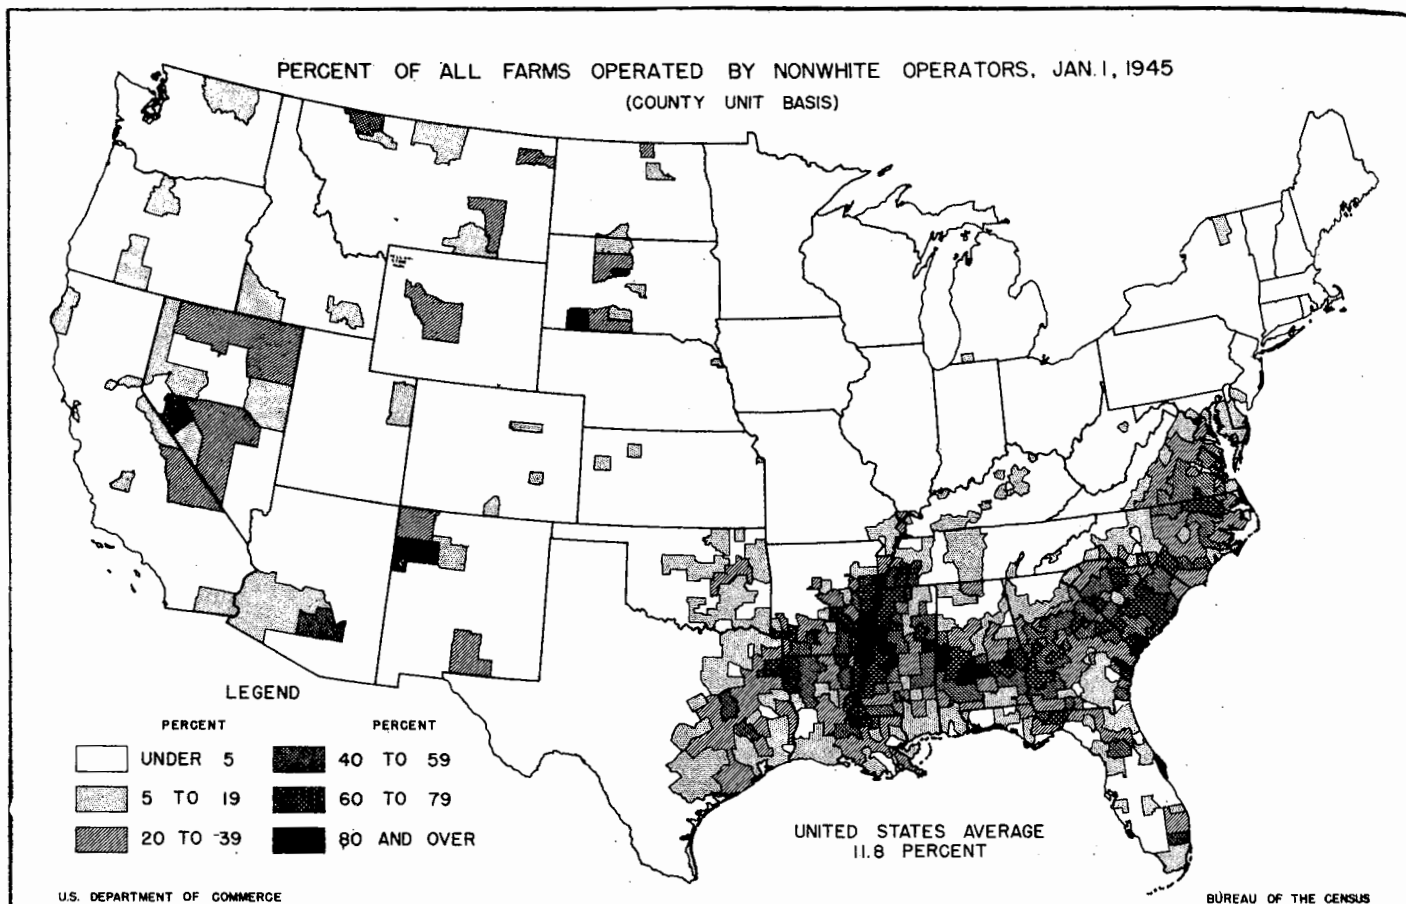 PERCENT OF ALL FARMS OPERATED BY NONWHITE OPERATORS, JAN. 1, 1945
(COUNTY UNIT BASIS)
LEGEND
PERCENT
UNDER 5
5 TO 19
20 TO 39
PERCENT
40 TO 59
60 TO 79
80 AND OVER
UNITED STATES AVERAGE
11.8 PERCENT
U.S. DEPARTMENT OF COMMERCE
BUREAU OF THE CENSUS